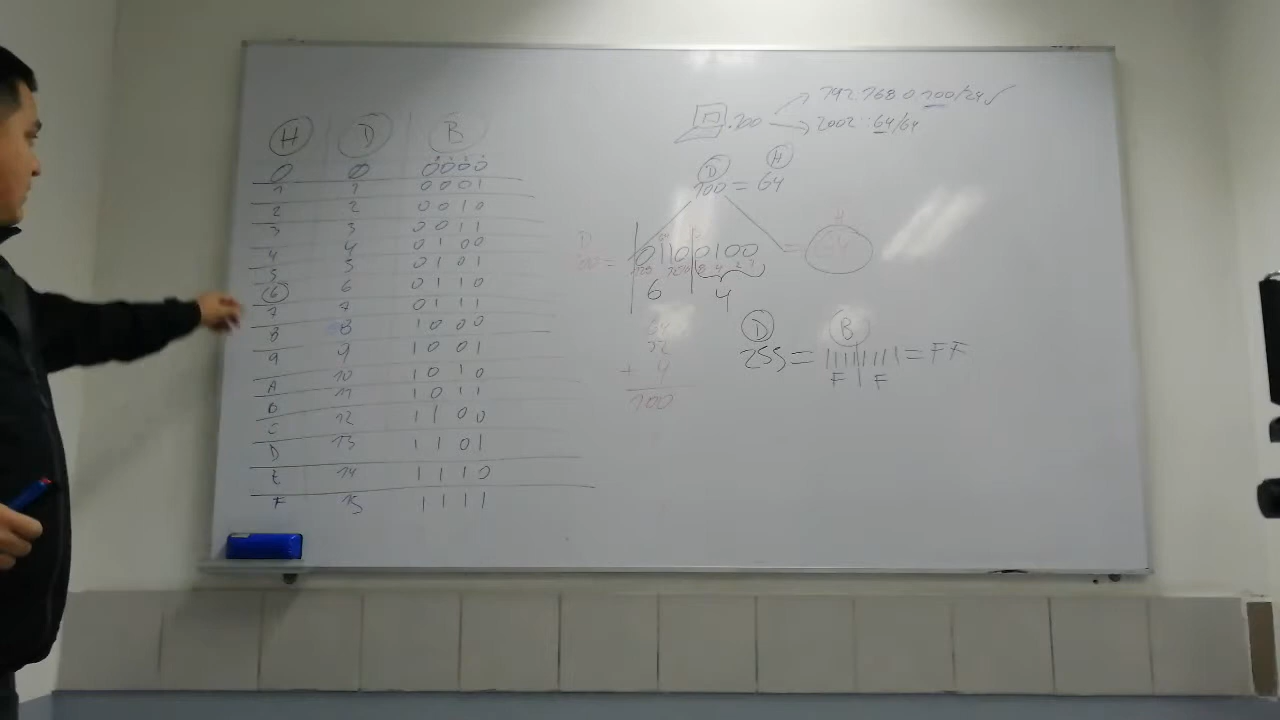 H D B
0 0 0000
1 1 0001
2 2 0010
3 3 0011
4 4 0100
5 5 0101
6 6 0110
7 7 0111
8 8 1000
9 9 1001
A 10 1010
B 11 1011
C 12 1100
D 13 1101
E 14 1110
F 15 1111
192.168.0.100/24 ✓
.100
2002::64/64
D H
100 = 64
H
D
100 = 01100100 = 64
6 4
64
32
+ 4
100
D B
255 = 11111111 = FF
F F